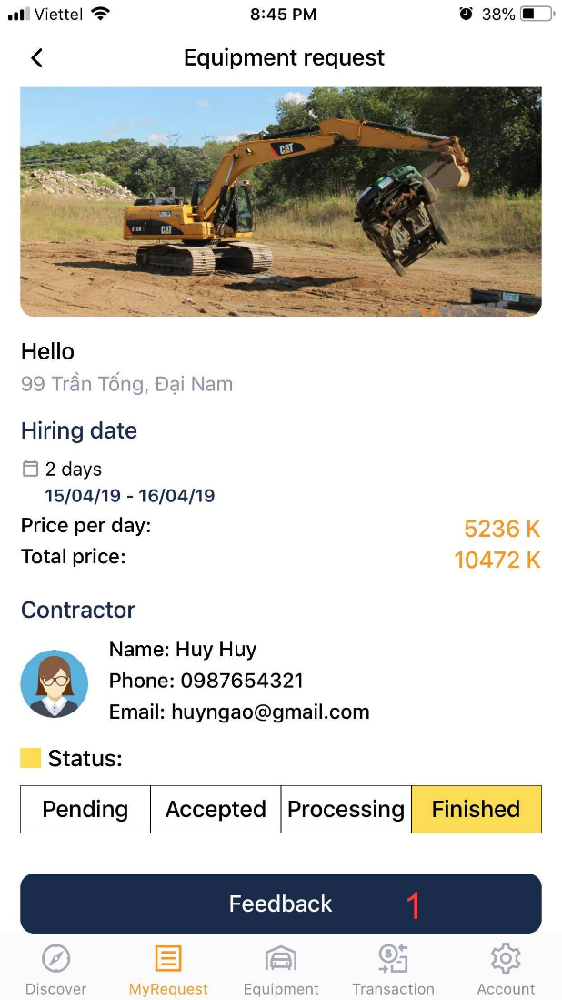 Viettel 8:45 PM 38%
Equipment request
CAT
CAT
Hello
99 Trần Tống, Đại Nam
Hiring date
2 days
15/04/19 - 16/04/19
Price per day: 5236 K
Total price: 10472 K
Contractor
Name: Huy Huy
Phone: 0987654321
Email: huyngao@gmail.com
Status:
Pending Accepted Processing Finished
Feedback 1
Discover MyRequest Equipment Transaction Account